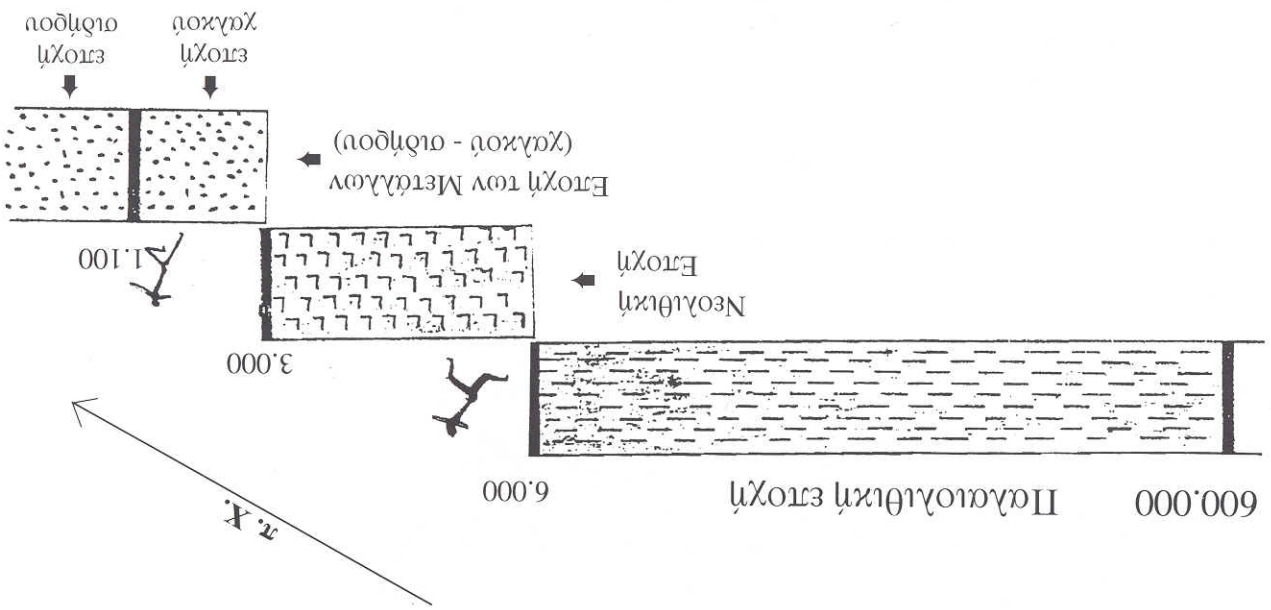 600.000
Παλαιολιθική εποχή
6.000
π. Χ.
Νεολιθική
Εποχή
3.000
Εποχή των Μετάλλων
(χαλκού - σιδήρου)
1.100
εποχή
χαλκού
εποχή
σιδήρου